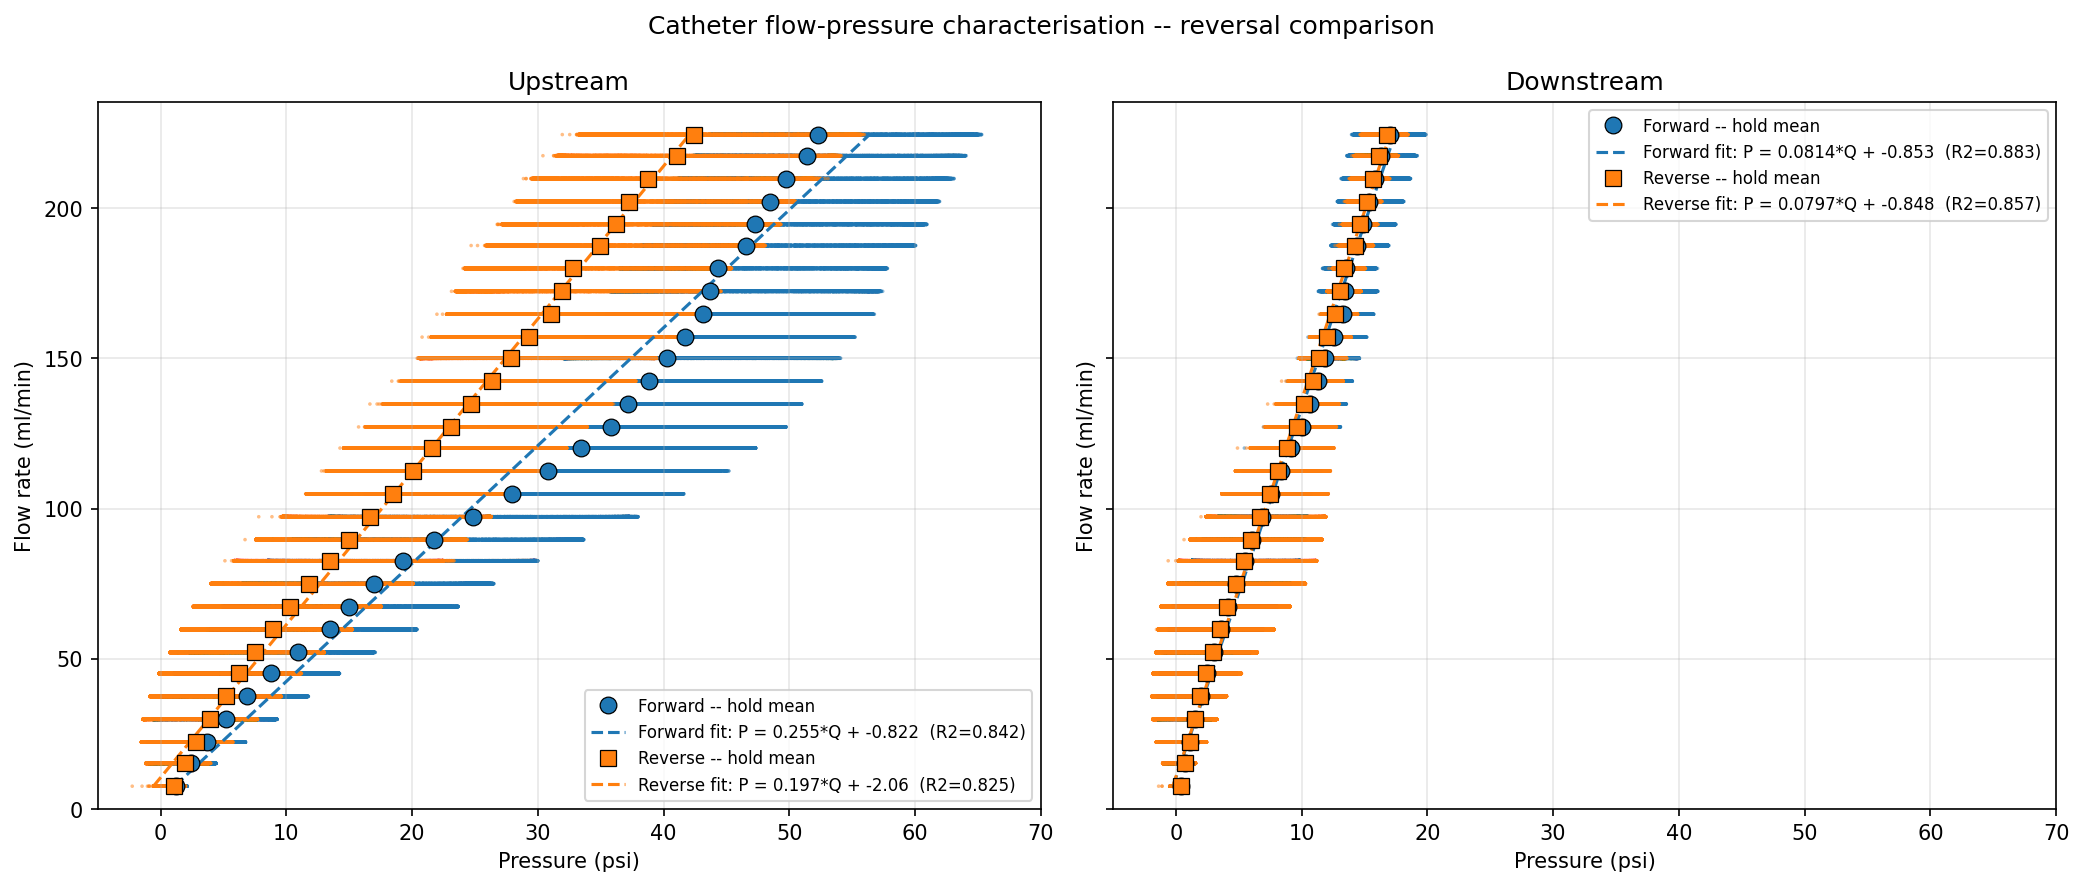 Catheter flow-pressure characterisation -- reversal comparison
Upstream
Flow rate (ml/min)
200
150
100
50
0
Forward -- hold mean
Forward fit: P = 0.255*Q + -0.822 (R2=0.842)
Reverse -- hold mean
Reverse fit: P = 0.197*Q + -2.06 (R2=0.825)
0 10 20 30 40 50 60 70
Pressure (psi)
Downstream
Flow rate (ml/min)
Forward -- hold mean
Forward fit: P = 0.0814*Q + -0.853 (R2=0.883)
Reverse -- hold mean
Reverse fit: P = 0.0797*Q + -0.848 (R2=0.857)
0 10 20 30 40 50 60 70
Pressure (psi)